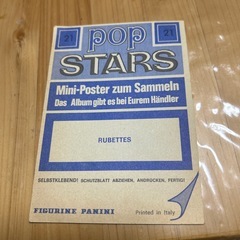 21 pop 21
STARS
Mini-Poster zum Sammeln
Das Album gibt es bei Eurem Händler
RUBETTES
SELBSTKLEBEND! SCHUTZBLATT ABZIEHEN, ANDRÜCKEN, FERTIG!
FIGURINE PANINI Printed in Italy